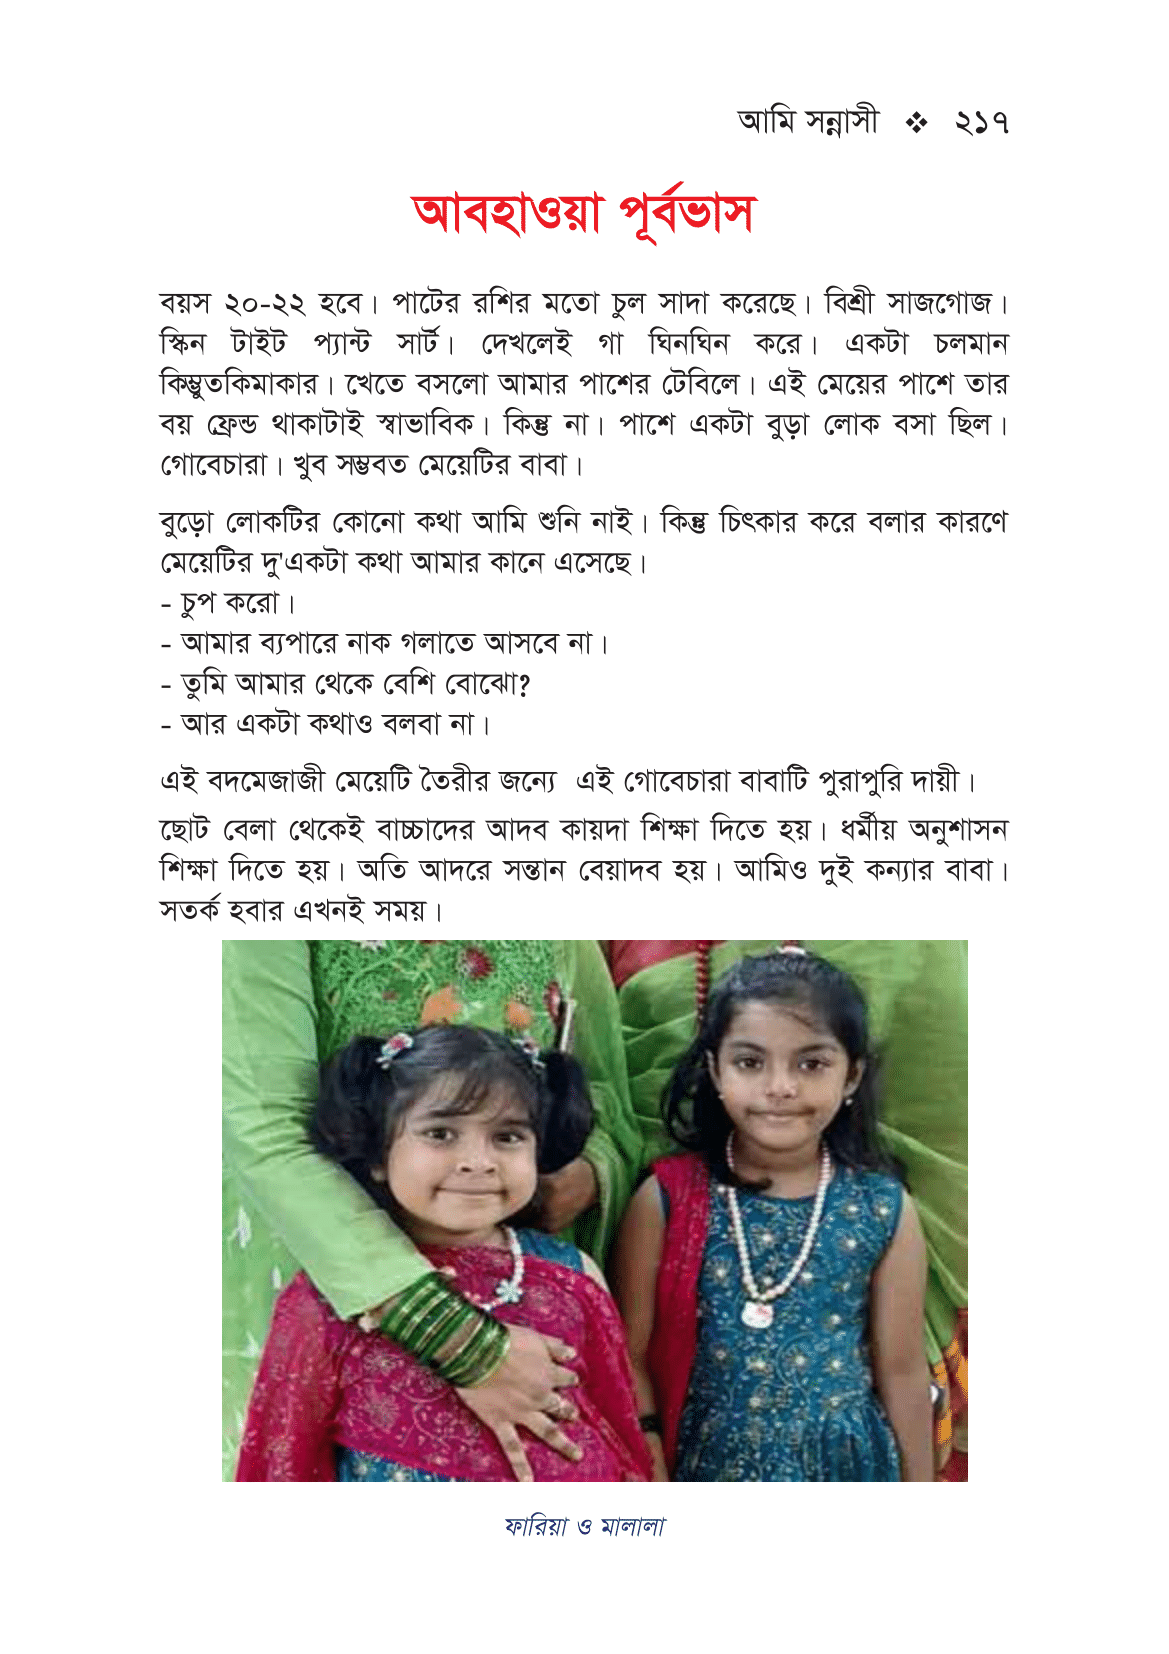 আমি সন্নাসী ❖ ২১৭
আবহাওয়া পূর্বভাস
বয়স ২০-২২ হবে। পাটের রশির মতো চুল সাদা করেছে। বিশ্রী সাজগোজ।
স্কিন টাইট প্যান্ট সার্ট। দেখলেই গা ঘিনঘিন করে। একটা চলমান
কিম্ভুতকিমাকার। খেতে বসলো আমার পাশের টেবিলে। এই মেয়ের পাশে তার
বয় ফ্রেন্ড থাকাটাই স্বাভাবিক। কিন্তু না। পাশে একটা বুড়া লোক বসা ছিল।
গোবেচারা। খুব সম্ভবত মেয়েটির বাবা।
বুড়ো লোকটির কোনো কথা আমি শুনি নাই। কিন্তু চিৎকার করে বলার কারণে
মেয়েটির দু'একটা কথা আমার কানে এসেছে।
- চুপ করো।
- আমার ব্যপারে নাক গলাতে আসবে না।
- তুমি আমার থেকে বেশি বোঝো?
- আর একটা কথাও বলবা না।
এই বদমেজাজী মেয়েটি তৈরীর জন্যে এই গোবেচারা বাবাটি পুরাপুরি দায়ী।
ছোট বেলা থেকেই বাচ্চাদের আদব কায়দা শিক্ষা দিতে হয়। ধর্মীয় অনুশাসন
শিক্ষা দিতে হয়। অতি আদরে সন্তান বেয়াদব হয়। আমিও দুই কন্যার বাবা।
সতর্ক হবার এখনই সময়।
ফারিয়া ও মালালা